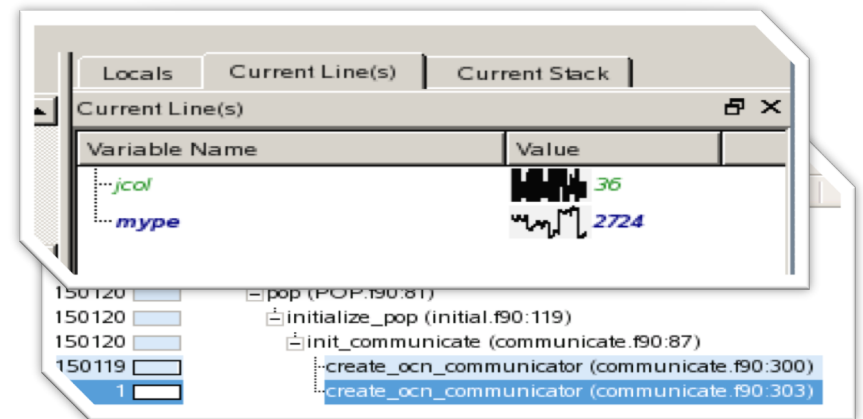 Locals Current Line(s) Current Stack
Current Line(s)
Variable Name Value
jcol 36
mype 2724
150120 pop (POP.f90:81)
150120 initialize_pop (initial.f90:119)
150120 init_communicate (communicate.f90:87)
150119 create_ocn_communicator (communicate.f90:300)
1 create_ocn_communicator (communicate.f90:303)